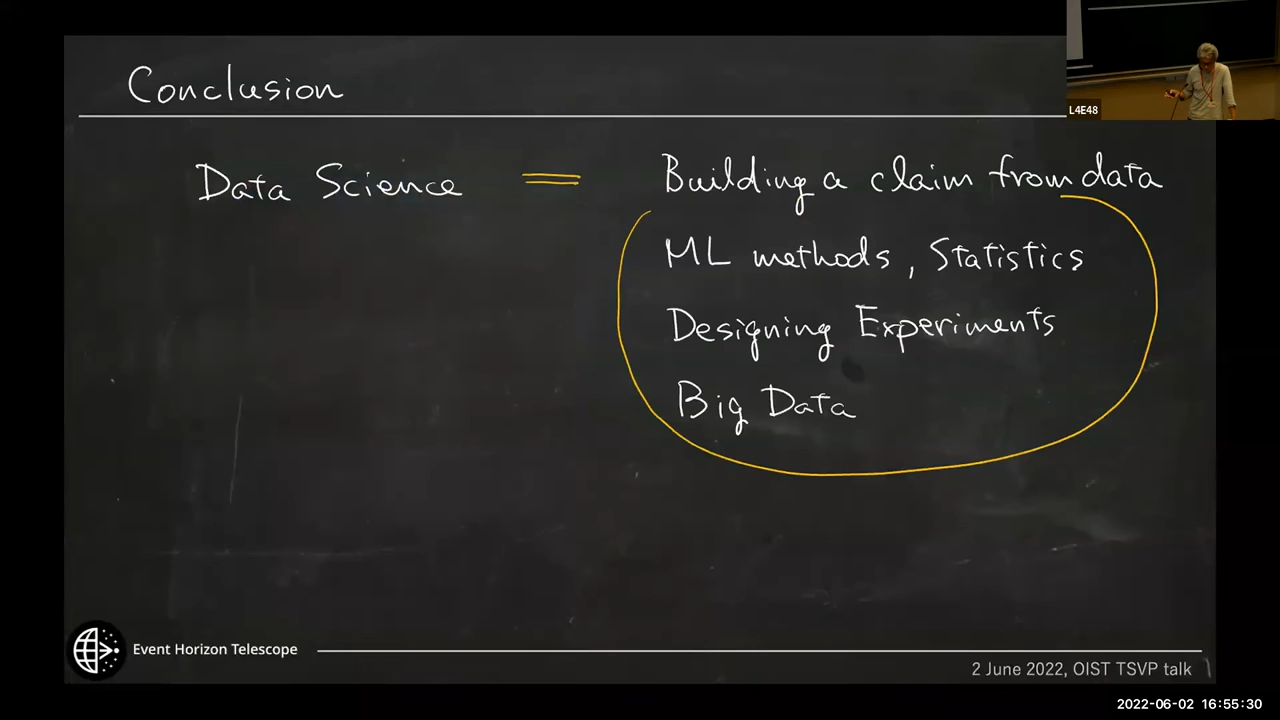 Conclusion
L4E48
Data Science = Building a claim from data
ML methods, Statistics
Designing Experiments
Big Data
Event Horizon Telescope
2 June 2022, OIST TSVP talk
2022-06-02 16:55:30